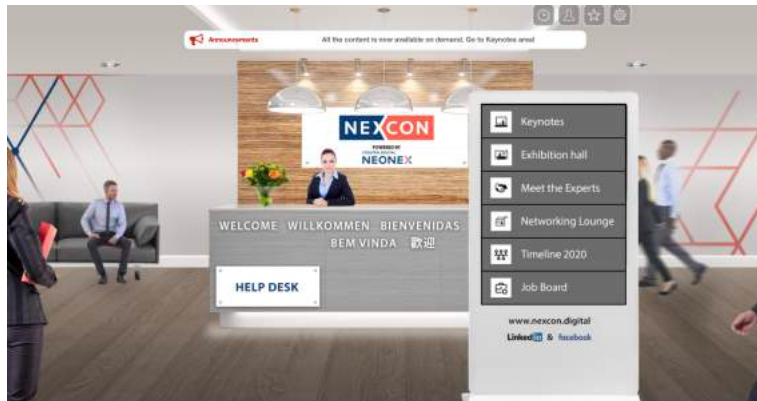 Announcements
All the content is now available on demand. Go to Keynotes area!
NEXCON
POWERED BY
NEONEX
WELCOME WILLKOMMEN BIENVENIDAS
BEM VINDA 歡迎
HELP DESK
Keynotes
Exhibition hall
Meet the Experts
Networking Lounge
Timeline 2020
Job Board
www.nexcon.digital
Linked in & facebook